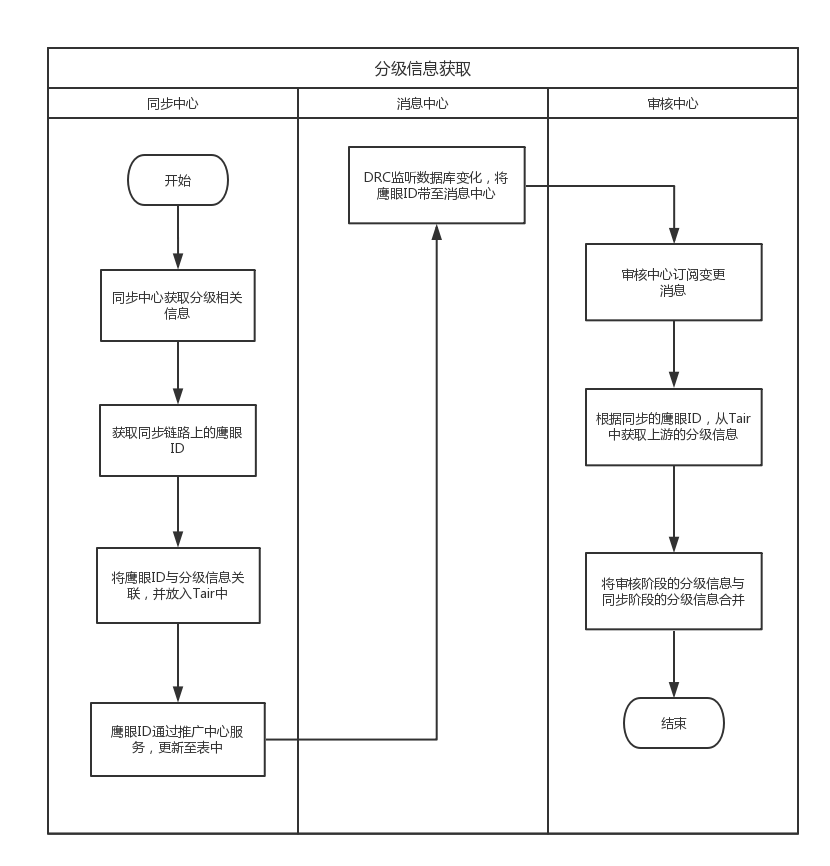 分级信息获取
同步中心
消息中心
审核中心
开始
同步中心获取分级相关
信息
获取同步链路上的鹰眼
ID
将鹰眼ID与分级信息关
联，并放入Tair中
鹰眼ID通过推广中心服
务，更新至表中
DRC监听数据库变化，将
鹰眼ID带至消息中心
审核中心订阅变更
消息
根据同步的鹰眼ID，从Tair
中获取上游的分级信息
将审核阶段的分级信息与
同步阶段的分级信息合并
结束